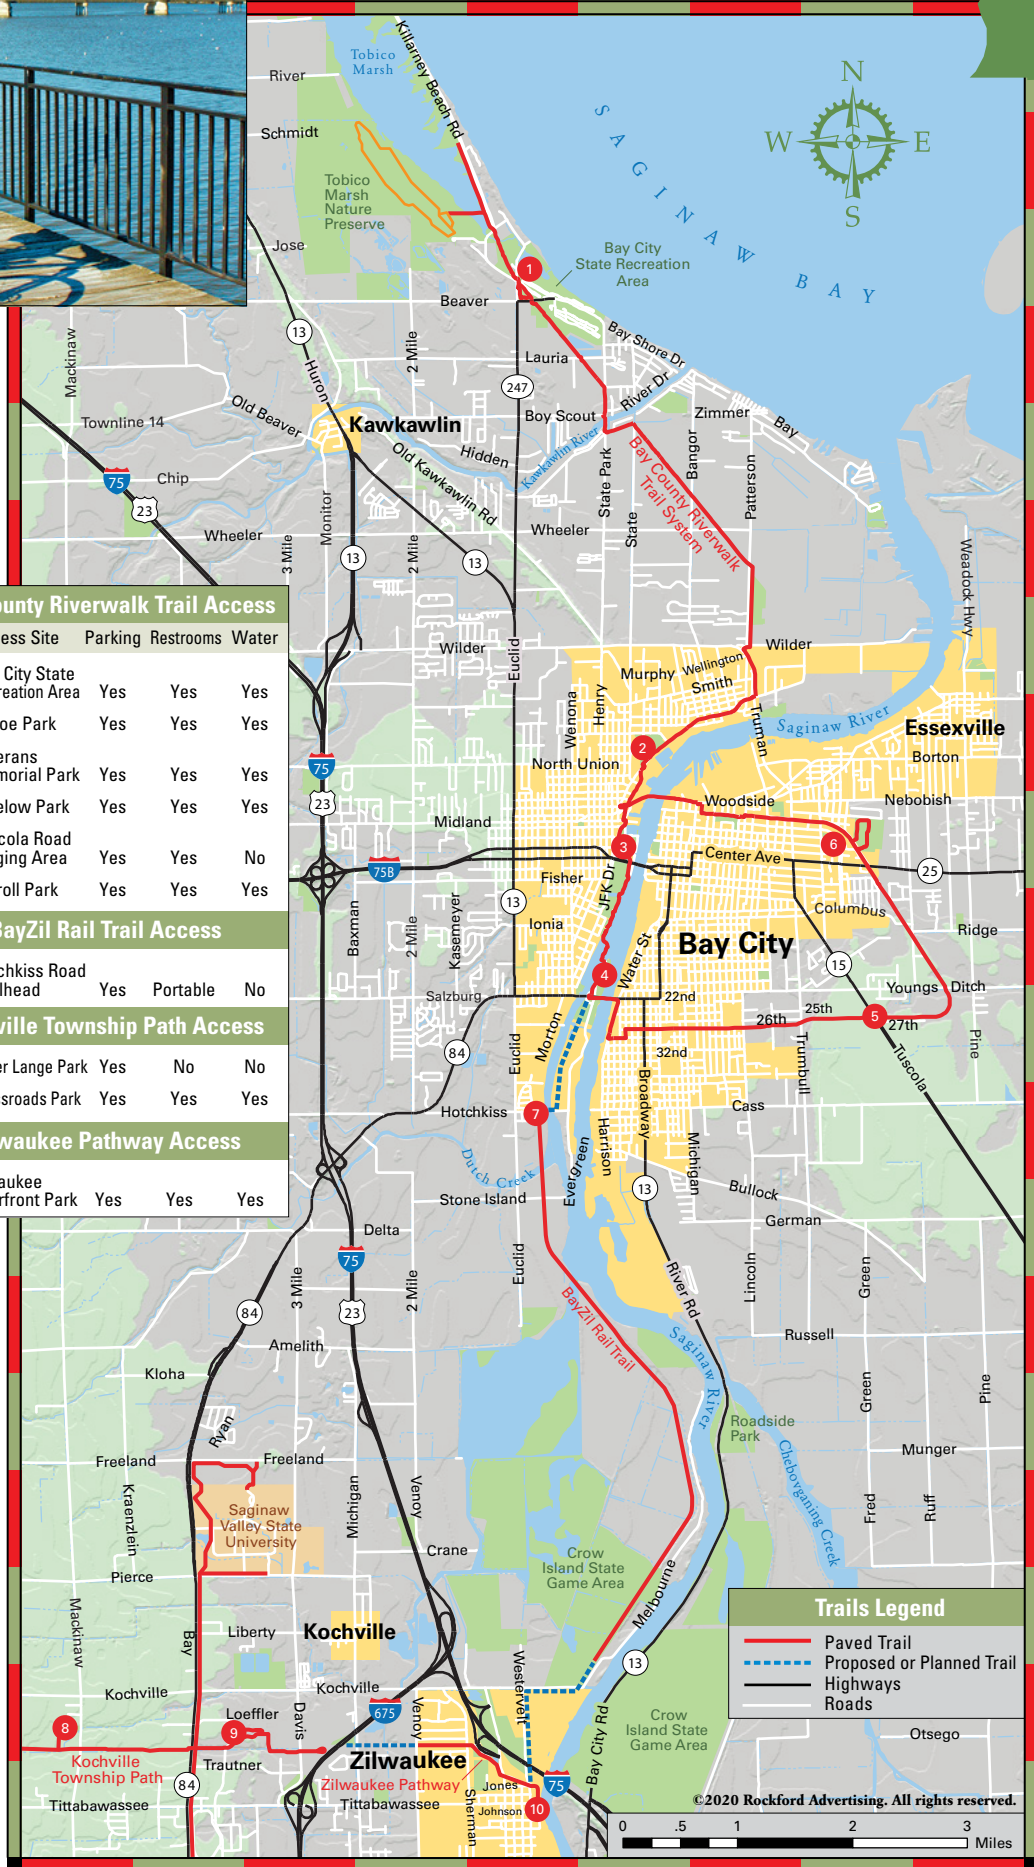 Killarney Beach Rd
Tobico
Marsh
River
Schmidt
Tobico
Marsh
Nature
Preserve
Jose
N
W
E
S
SAGINAW BAY
1
Bay City
State Recreation
Area
Beaver
13
Huron
2 Mile
Mackinaw
Lauria
Bay Shore Dr
247
River Dr
Boy Scout
Zimmer
Bay
Townline 14
Old Beaver
Kawkawlin
Hidden
Kawkawlin River
Old Kawkawlin Rd
Bangor
Patterson
State Park
State
Bay County Riverwalk
Trail System
75
23
Chip
Wheeler
3 Mile
Monitor
13
2 Mile
13
Wheeler
Weadock Hwy
ounty Riverwalk Trail Access
ess Site Parking Restrooms Water
City State
reation Area Yes Yes Yes
oe Park Yes Yes Yes
erans
morial Park Yes Yes Yes
elow Park Yes Yes Yes
cola Road
ging Area Yes Yes No
roll Park Yes Yes Yes
BayZil Rail Trail Access
chkiss Road
lhead Yes Portable No
ville Township Path Access
er Lange Park Yes No No
ssroads Park Yes Yes Yes
waukee Pathway Access
aukee
rfront Park Yes Yes Yes
Wilder
Euclid
Wilder
Murphy
Wellington
Smith
Wenona
Henry
Truman
Saginaw River
Essexville
Borton
2
North Union
75
23
Woodside
Nebobish
Midland
3
6
75B
Center Ave
25
Fisher
JFK Dr
13
Columbus
Ionia
Baxman
2 Mile
Kasemeyer
Water St
Bay City
Ridge
15
4
Salzburg
22nd
Youngs Ditch
25th
26th
5
27th
Morton
Euclid
84
32nd
Trumbull
Tuscola
Pine
Broadway
Hotchkiss
7
Cass
Harrison
Michigan
Dutch Creek
Evergreen
Stone Island
13
Bullock
German
Delta
75
Euclid
River Rd
Lincoln
Green
3 Mile
2 Mile
84
23
BayZil Rail Trail
Saginaw River
Russell
Amelith
Kloha
Green
Pine
Ryan
Roadside
Park
Munger
Chebovganing Creek
Freeland
Freeland
Kraenzlein
Saginaw
Valley State
University
Michigan
Venoy
Fred
Ruff
Crane
Crow
Island State
Game Area
Pierce
Melbourne
Mackinaw
Bay
Liberty
Kochville
Trails Legend
Paved Trail
Proposed or Planned Trail
Highways
Roads
Westervelt
13
Kochville
Kochville
8
9
Loeffler
Davis
675
Venoy
Bay City Rd
Crow
Island State
Game Area
Otsego
Kochville
Township Path
Trautner
Zilwaukee
Zilwaukee Pathway
Jones
75
84
Tittabawassee
Tittabawassee
Sherman
Johnson
10
©2020 Rockford Advertising. All rights reserved.
0 .5 1 2 3
Miles